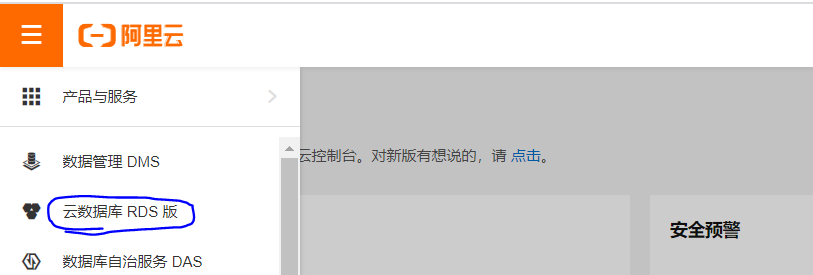 阿里云
产品与服务
数据管理 DMS
云控制台。对新版有想说的，请 点击。
云数据库 RDS 版
安全预警
数据库自治服务 DAS